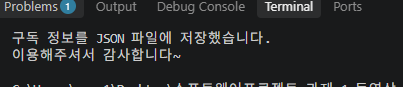 Problems 1 Output Debug Console Terminal Ports
구독 정보를 JSON 파일에 저장했습니다.
이용해주셔서 감사합니다~